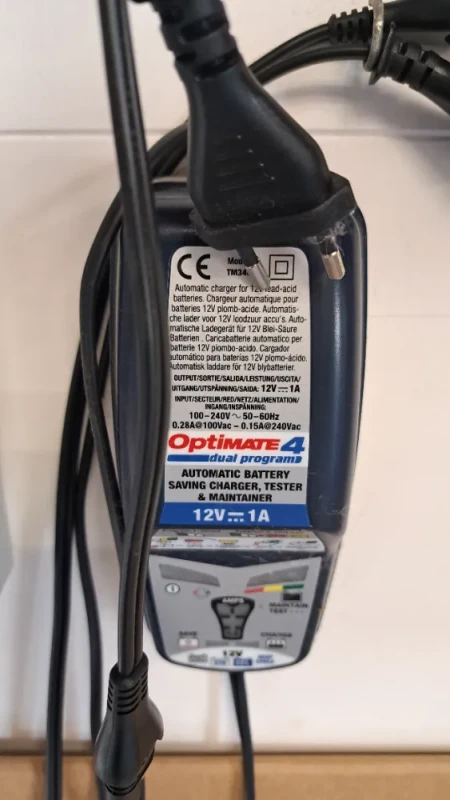 CE
TM34
Automatic charger for 12V lead-acid
batteries. Chargeur automatique pour
batteries 12V plomb-acide. Automatis-
che lader voor 12V loodzuur accu's. Auto-
matische Ladegerät für 12V Blei-Säure
Batterien. Caricabatterie automatico per
batterie 12V piombo-acido. Cargador
automático para baterias 12V plomo-ácido.
Automatisk laddare för 12V blybatterier.
OUTPUT/SORTIE/SALIDA/LEISTUNG/USCITA/
UITGANG/UTSPÄNNING/SAIDA: 12V⎓1A
INPUT/SECTEUR/RED/NETZ/ALIMENTATION/
INGANG/INSPÄNNING:
100-240V ~ 50-60Hz
0.28A@100Vac - 0.15A@240Vac
OptiMATE 4
dual program
AUTOMATIC BATTERY
SAVING CHARGER, TESTER
& MAINTAINER
12V⎓1A
AMPS
MAINTAIN
TEST
SAVE
CHARGE
12V